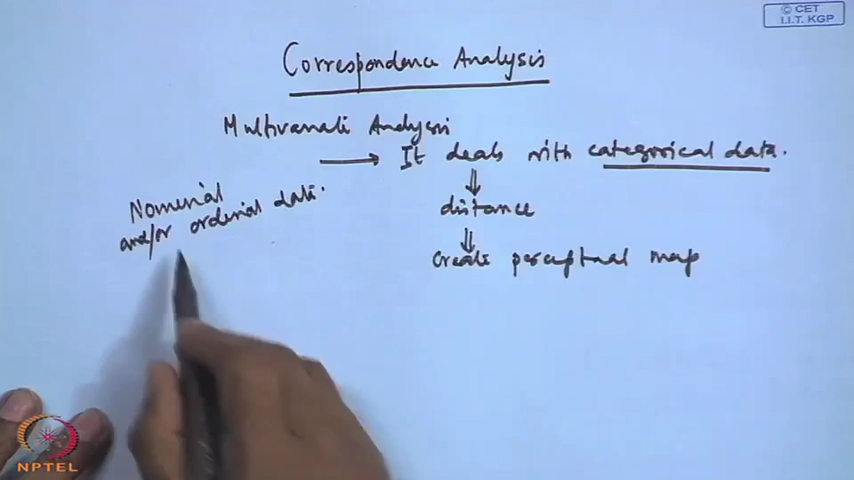 © CET
I.I.T. KGP
Correspondence Analysis
Multivariate Analysis
It deals with categorical data.
Nominal
and/or ordinal data.
distance
create perceptual map
NPTEL